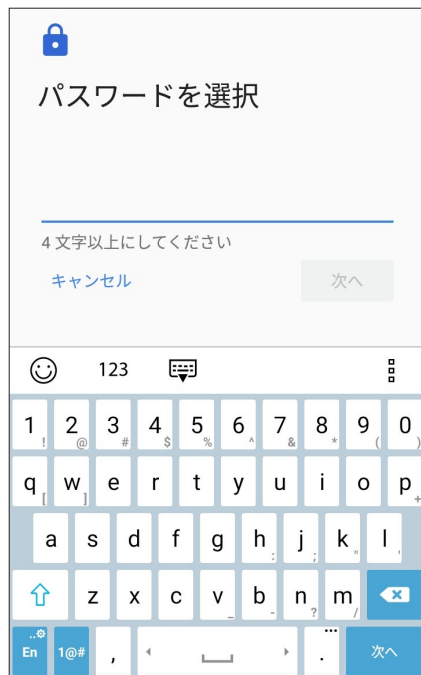 パスワードを選択
4 文字以上にしてください
キャンセル 次へ
123
1 ! 2 @ 3 # 4 $ 5 % 6 ^ 7 & 8 * 9 ( 0 )
q [ w ] e r t y u i o p +
a s d f g h : j ; k " l '
z x c v _ b - n ? m /
En 1@# , . 次へ